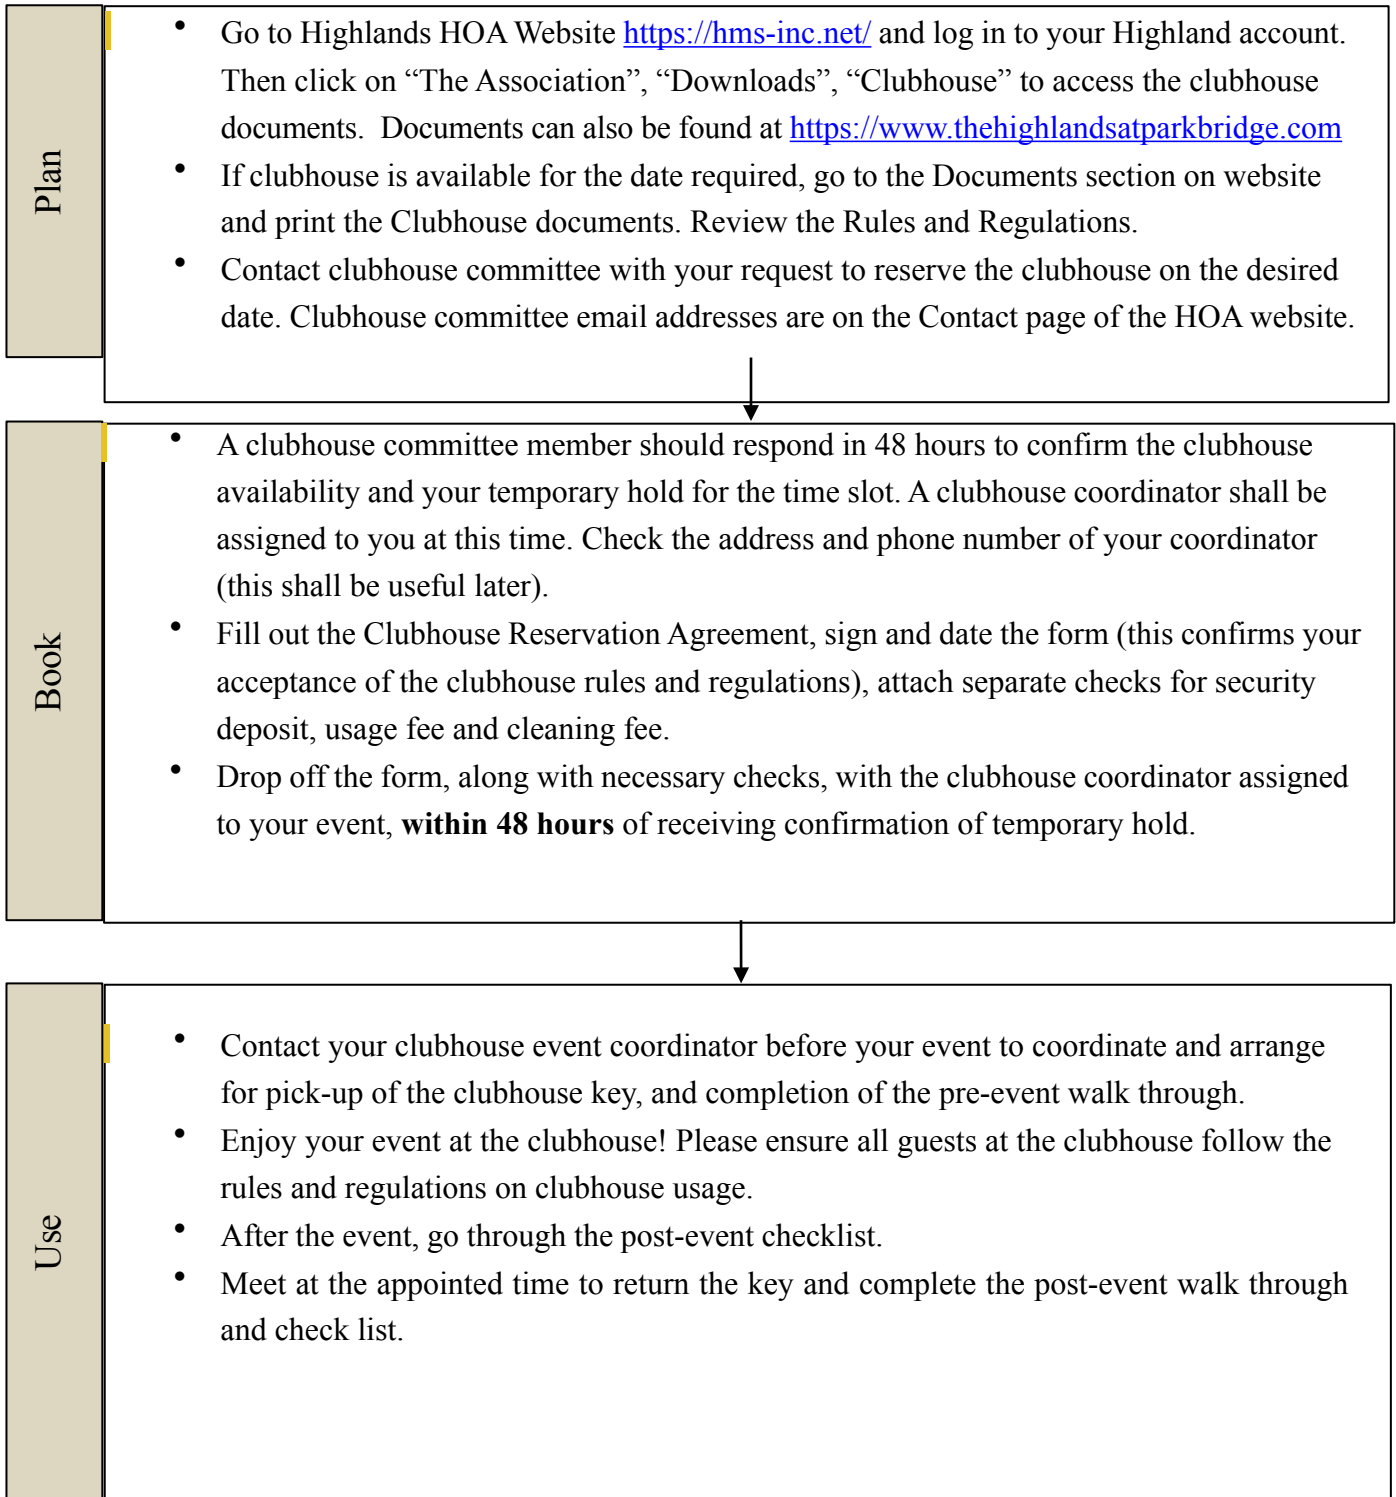 Plan
• Go to Highlands HOA Website https://hms-inc.net/ and log in to your Highland account.
Then click on “The Association”, “Downloads”, “Clubhouse” to access the clubhouse
documents.  Documents can also be found at https://www.thehighlandsatparkbridge.com
• If clubhouse is available for the date required, go to the Documents section on website
and print the Clubhouse documents. Review the Rules and Regulations.
• Contact clubhouse committee with your request to reserve the clubhouse on the desired
date. Clubhouse committee email addresses are on the Contact page of the HOA website.
Book
• A clubhouse committee member should respond in 48 hours to confirm the clubhouse
availability and your temporary hold for the time slot. A clubhouse coordinator shall be
assigned to you at this time. Check the address and phone number of your coordinator
(this shall be useful later).
• Fill out the Clubhouse Reservation Agreement, sign and date the form (this confirms your
acceptance of the clubhouse rules and regulations), attach separate checks for security
deposit, usage fee and cleaning fee.
• Drop off the form, along with necessary checks, with the clubhouse coordinator assigned
to your event, within 48 hours of receiving confirmation of temporary hold.
Use
• Contact your clubhouse event coordinator before your event to coordinate and arrange
for pick-up of the clubhouse key, and completion of the pre-event walk through.
• Enjoy your event at the clubhouse! Please ensure all guests at the clubhouse follow the
rules and regulations on clubhouse usage.
• After the event, go through the post-event checklist.
• Meet at the appointed time to return the key and complete the post-event walk through
and check list.